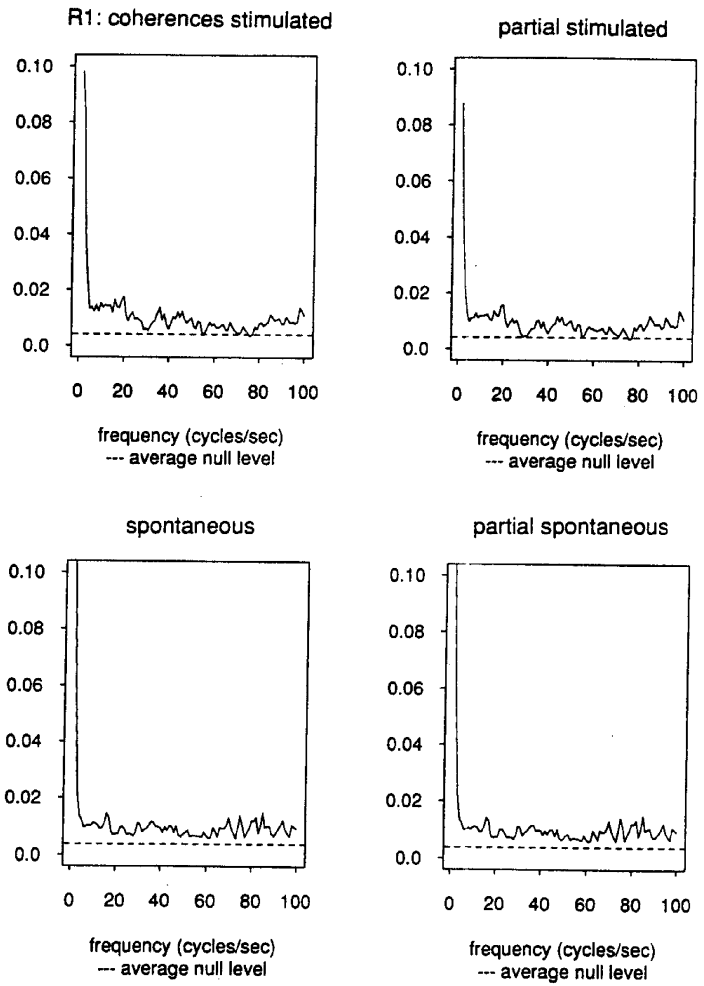 R1: coherences stimulated
0.10
0.08
0.06
0.04
0.02
0.0
0 20 40 60 80 100
frequency (cycles/sec)
--- average null level
partial stimulated
0.10
0.08
0.06
0.04
0.02
0.0
0 20 40 60 80 100
frequency (cycles/sec)
--- average null level
spontaneous
0.10
0.08
0.06
0.04
0.02
0.0
0 20 40 60 80 100
frequency (cycles/sec)
--- average null level
partial spontaneous
0.10
0.08
0.06
0.04
0.02
0.0
0 20 40 60 80 100
frequency (cycles/sec)
--- average null level